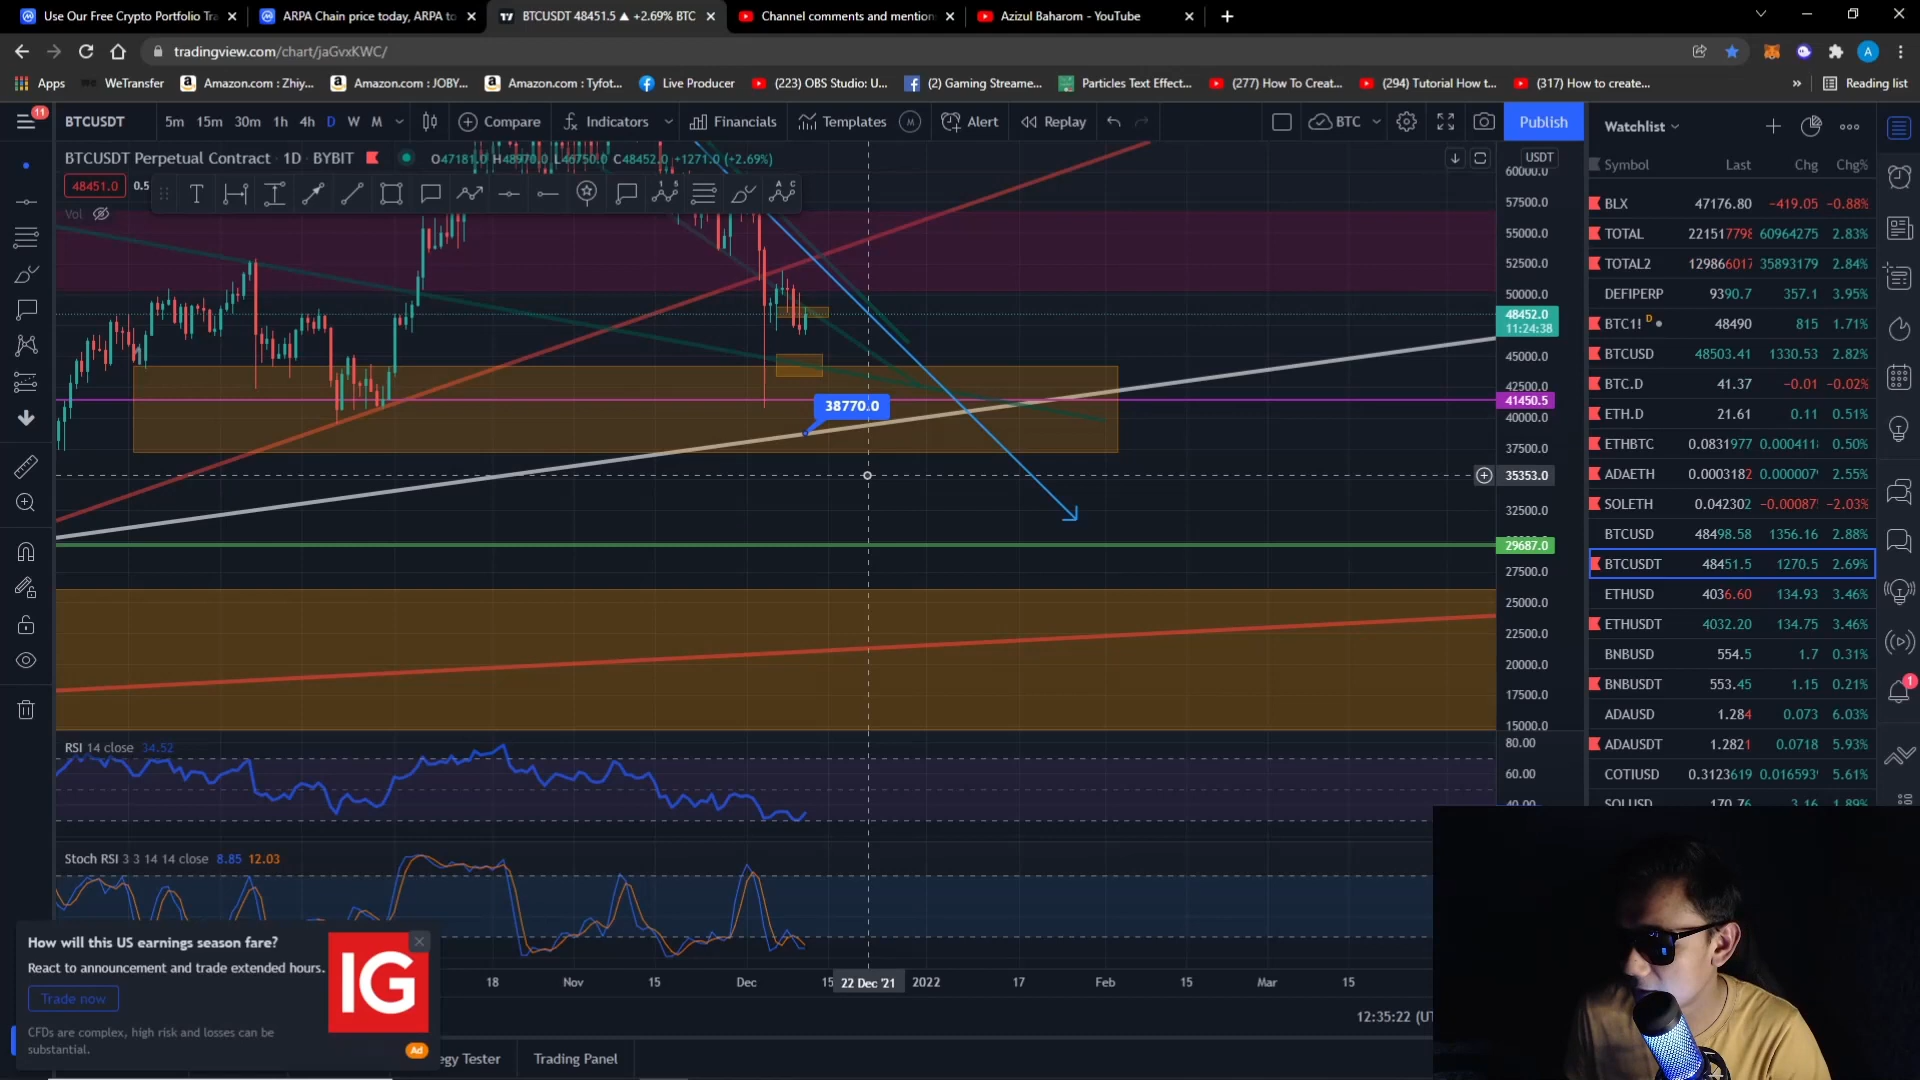 Use Our Free Crypto Portfolio Tra
ARPA Chain price today, ARPA to
BTCUSDT 48451.5 ▲ +2.69% BTC
Channel comments and mention
Azizul Baharom - YouTube
tradingview.com/chart/jaGvxKWC/
A
Apps
WeTransfer
Amazon.com : Zhiy...
Amazon.com : JOBY...
Amazon.com : Tyfot...
Live Producer
(223) OBS Studio: U...
(2) Gaming Streame...
Particles Text Effect...
(277) How To Creat...
(294) Tutorial How t...
(317) How to create...
»
Reading list
11
BTCUSDT
5m 15m 30m 1h 4h D W M
Compare
Indicators
Financials
Templates
M
Alert
Replay
BTC
Publish
Watchlist
BTCUSDT Perpetual Contract · 1D · BYBIT
O47181.0 H48970.0 L46750.0 C48452.0 +1271.0 (+2.69%)
USDT
48451.0
0.5
Vol
Symbol Last Chg Chg%
BLX 47176.80 −419.05 −0.88%
TOTAL 221517798 60964275 2.83%
TOTAL2 129866017 35893179 2.84%
DEFIPERP 9390.7 357.1 3.95%
BTC1! D 48490 815 1.71%
BTCUSD 48503.41 1330.53 2.82%
BTC.D 41.37 −0.01 −0.02%
ETH.D 21.61 0.11 0.51%
ETHBTC 0.0831977 0.000411 0.50%
ADAETH 0.0003182 0.000007 2.55%
SOLETH 0.042302 −0.00087 −2.03%
BTCUSD 48498.58 1356.16 2.88%
BTCUSDT 48451.5 1270.5 2.69%
ETHUSD 4036.60 134.93 3.46%
ETHUSDT 4032.20 134.75 3.46%
BNBUSD 554.5 1.7 0.31%
BNBUSDT 553.45 1.15 0.21%
ADAUSD 1.284 0.073 6.03%
ADAUSDT 1.2821 0.0718 5.93%
COTIUSD 0.3123619 0.016593 5.61%
SOLUSD 170.76 3.16 1.89%
1
60000.0
57500.0
55000.0
52500.0
50000.0
48452.0
11:24:38
45000.0
42500.0
41450.5
40000.0
37500.0
35353.0
32500.0
29687.0
27500.0
25000.0
22500.0
20000.0
17500.0
15000.0
38770.0
RSI 14 close 34.52
80.00
60.00
40.00
Stoch RSI 3 3 14 14 close 8.85 12.03
18 Nov 15 Dec 15 22 Dec '21 2022 17 Feb 15 Mar 15
12:35:22 (UT
How will this US earnings season fare?
React to announcement and trade extended hours.
Trade now
CFDs are complex, high risk and losses can be
substantial.
IG
Ad
egy Tester
Trading Panel